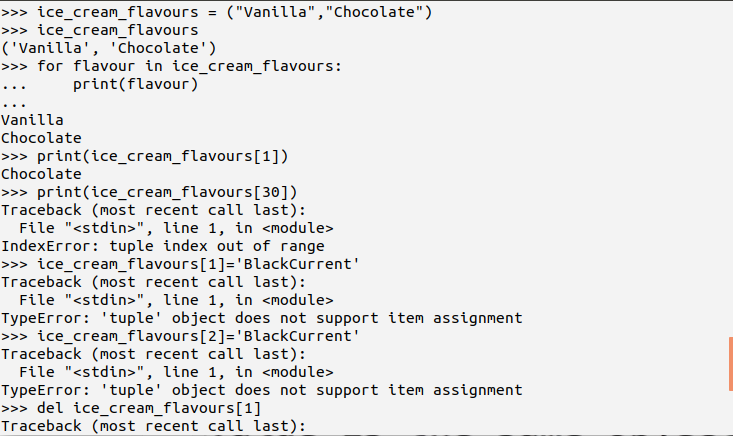 >>> ice_cream_flavours = ("Vanilla","Chocolate")
>>> ice_cream_flavours
('Vanilla', 'Chocolate')
>>> for flavour in ice_cream_flavours:
...     print(flavour)
...
Vanilla
Chocolate
>>> print(ice_cream_flavours[1])
Chocolate
>>> print(ice_cream_flavours[30])
Traceback (most recent call last):
  File "<stdin>", line 1, in <module>
IndexError: tuple index out of range
>>> ice_cream_flavours[1]='BlackCurrent'
Traceback (most recent call last):
  File "<stdin>", line 1, in <module>
TypeError: 'tuple' object does not support item assignment
>>> ice_cream_flavours[2]='BlackCurrent'
Traceback (most recent call last):
  File "<stdin>", line 1, in <module>
TypeError: 'tuple' object does not support item assignment
>>> del ice_cream_flavours[1]
Traceback (most recent call last):